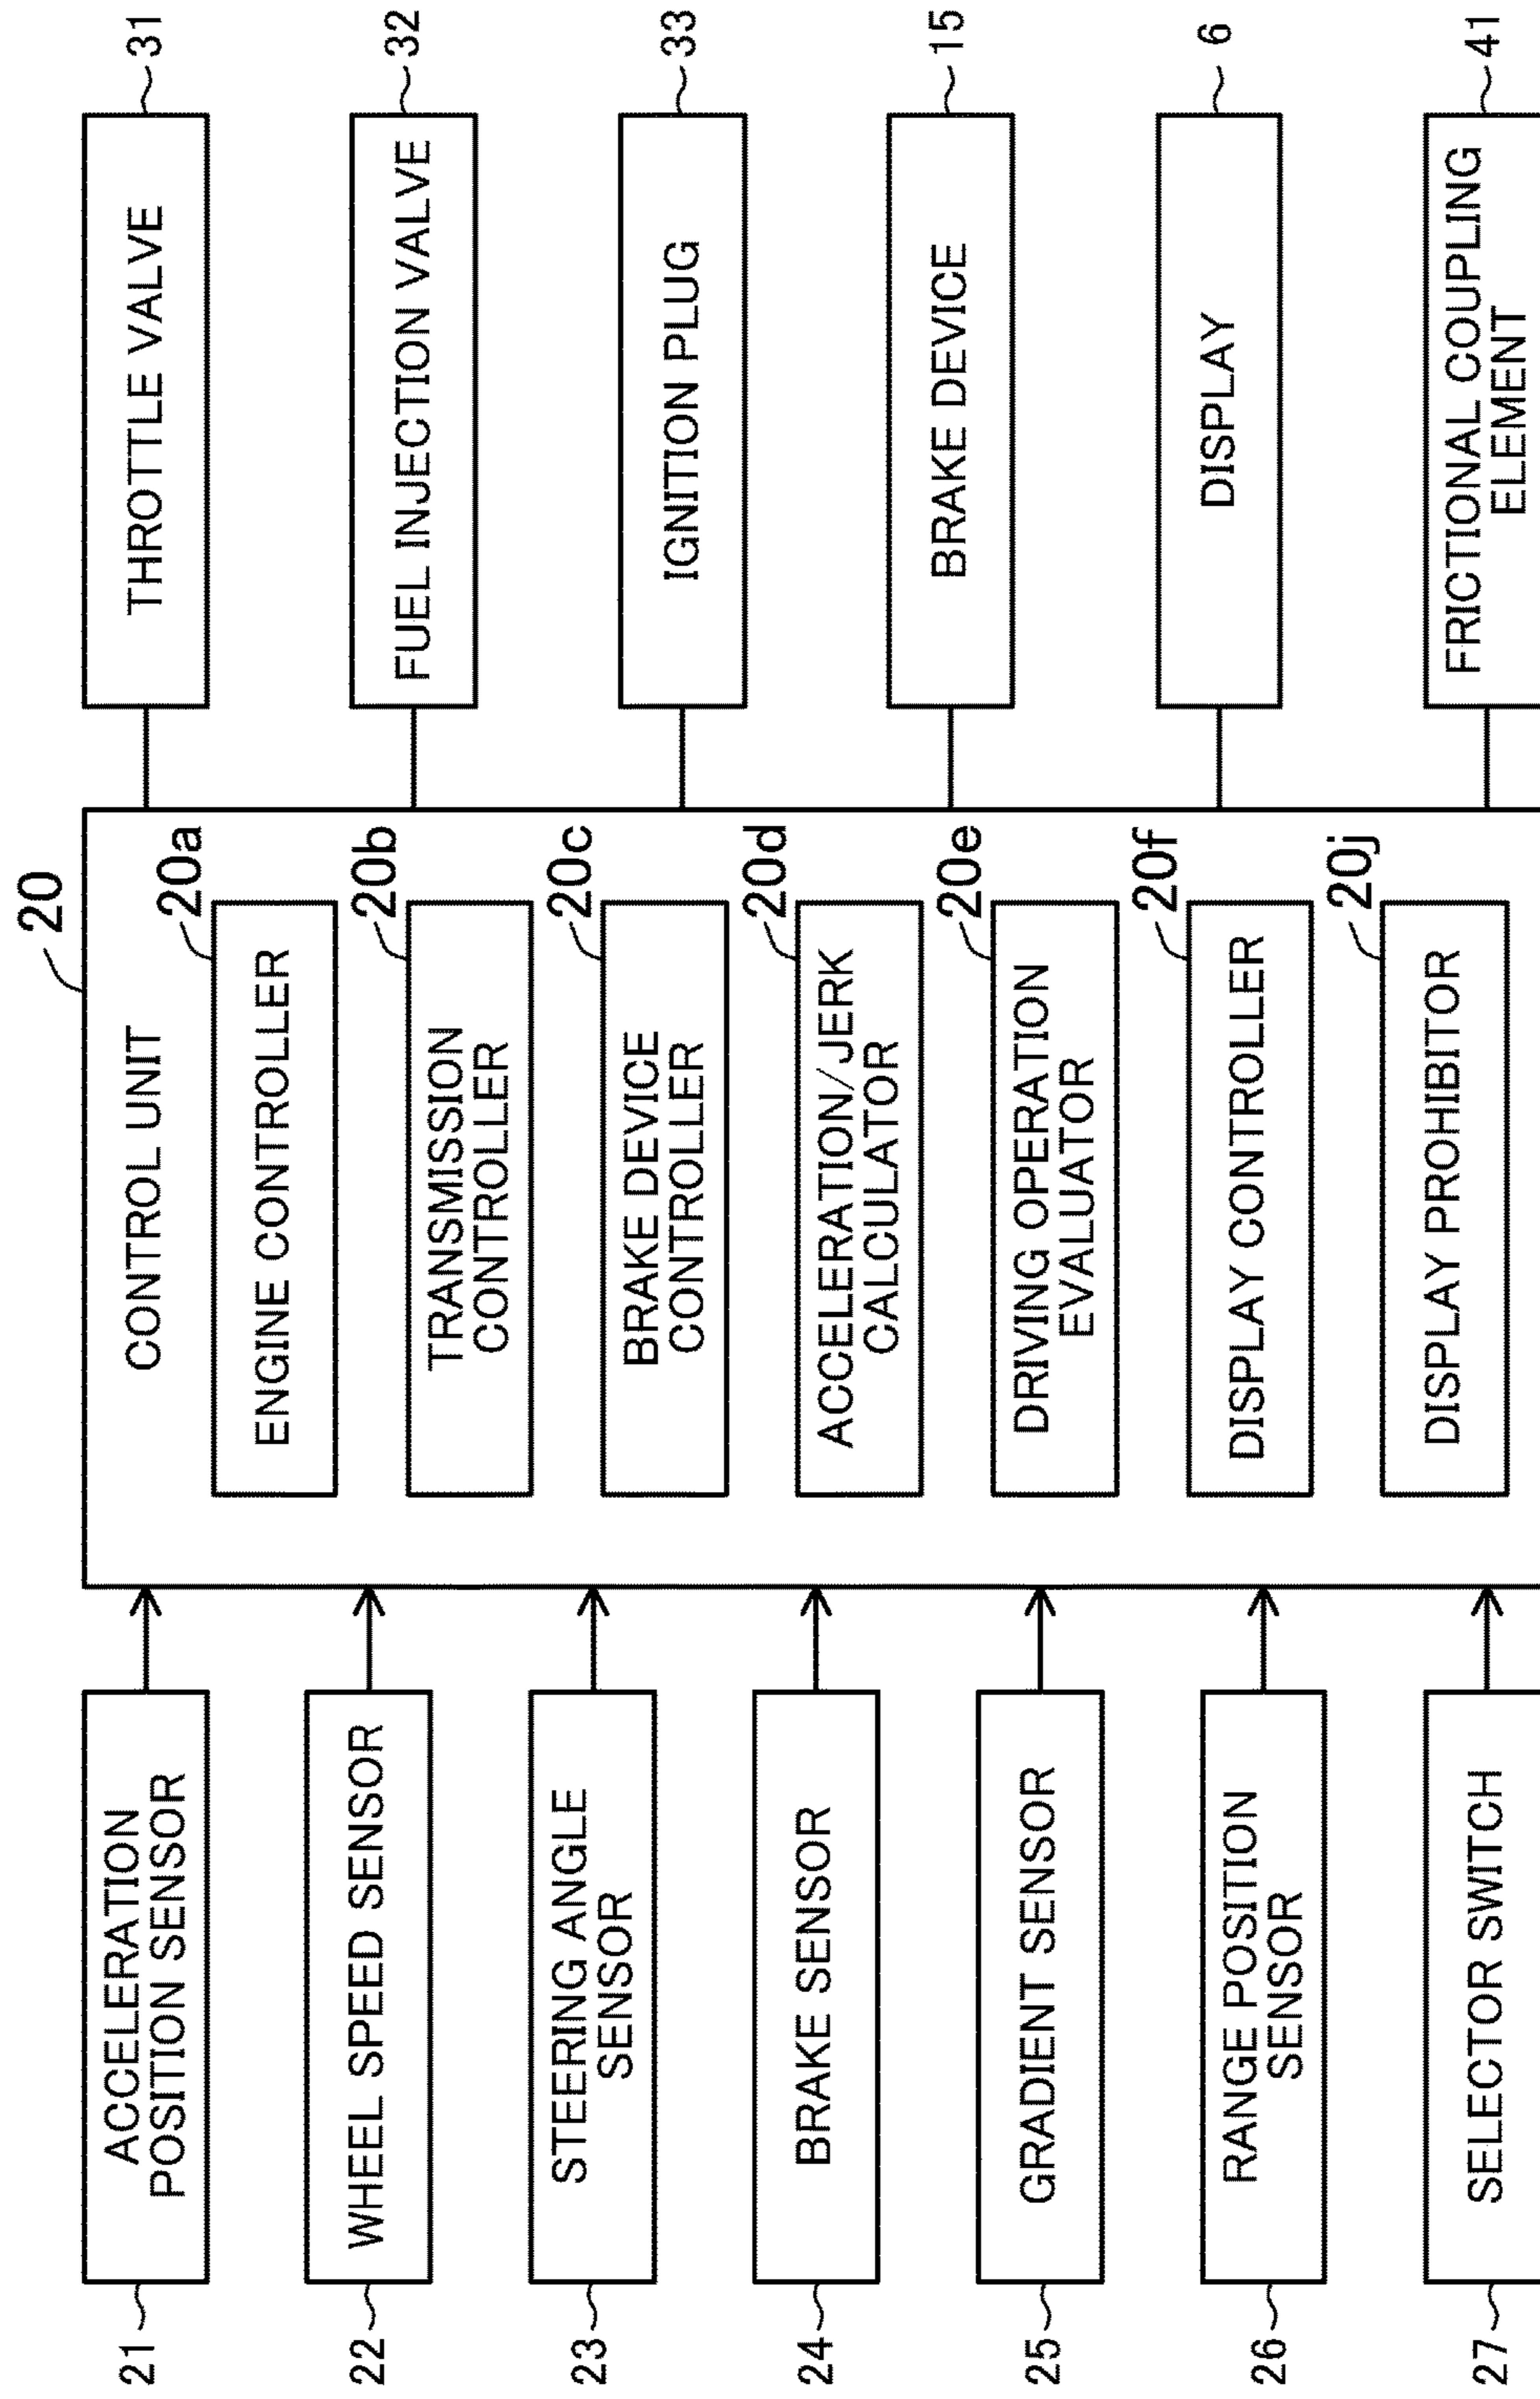 21
ACCELERATION
POSITION SENSOR
22
WHEEL SPEED SENSOR
23
STEERING ANGLE
SENSOR
24
BRAKE SENSOR
25
GRADIENT SENSOR
26
RANGE POSITION
SENSOR
27
SELECTOR SWITCH
20
CONTROL UNIT
20a
ENGINE CONTROLLER
20b
TRANSMISSION
CONTROLLER
20c
BRAKE DEVICE
CONTROLLER
20d
ACCELERATION/JERK
CALCULATOR
20e
DRIVING OPERATION
EVALUATOR
20f
DISPLAY CONTROLLER
20j
DISPLAY PROHIBITOR
THROTTLE VALVE
31
FUEL INJECTION VALVE
32
IGNITION PLUG
33
BRAKE DEVICE
15
DISPLAY
6
FRICTIONAL COUPLING
ELEMENT
41